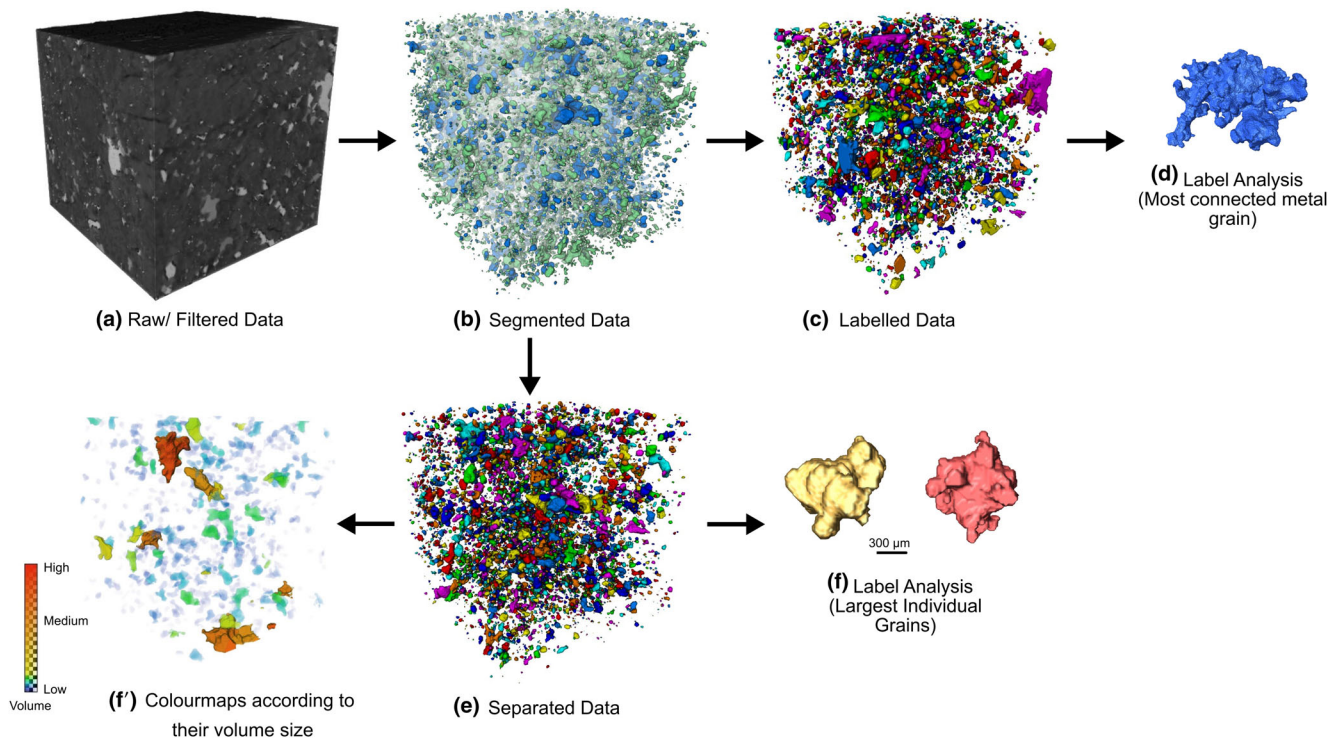 (a) Raw/ Filtered Data
(b) Segmented Data
(c) Labelled Data
(d) Label Analysis
(Most connected metal
grain)
High
Medium
Low
Volume
(f′) Colourmaps according to
their volume size
(e) Separated Data
300 µm
(f) Label Analysis
(Largest Individual
Grains)